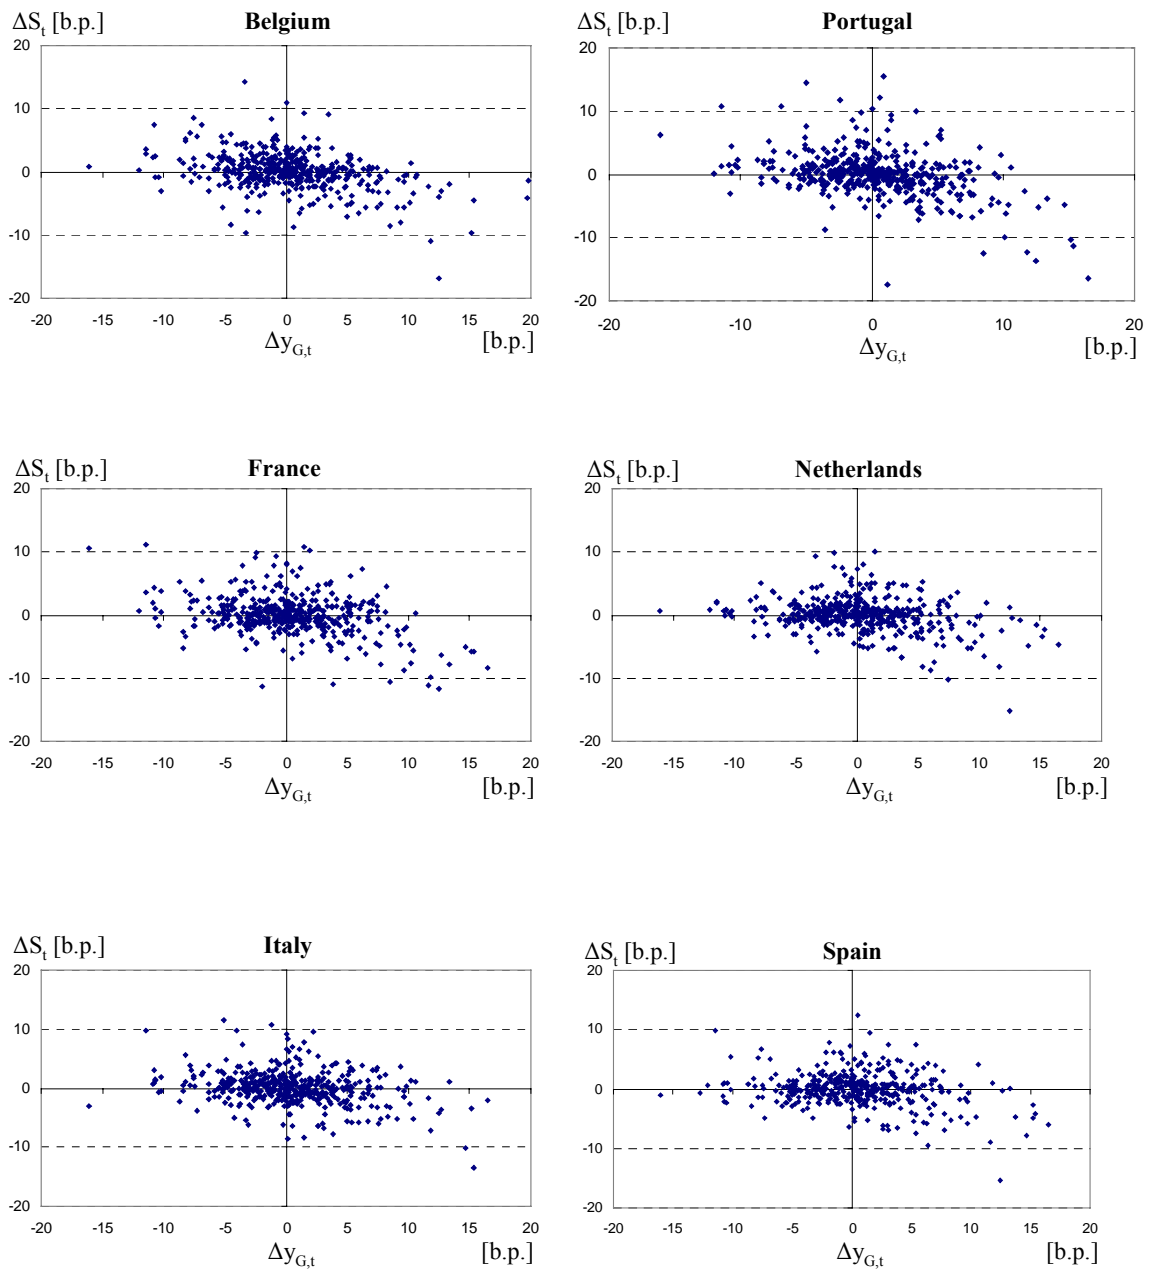 ΔSt [b.p.] Belgium
20
10
0
-10
-20
-20 -15 -10 -5 0 5 10 15 20
ΔyG,t [b.p.]
ΔSt [b.p.] Portugal
20
10
0
-10
-20
-20 -10 0 10 20
ΔyG,t [b.p.]
ΔSt [b.p.] France
20
10
0
-10
-20
-20 -15 -10 -5 0 5 10 15 20
ΔyG,t [b.p.]
ΔSt [b.p.] Netherlands
20
10
0
-10
-20
-20 -15 -10 -5 0 5 10 15 20
ΔyG,t [b.p.]
ΔSt [b.p.] Italy
20
10
0
-10
-20
-20 -15 -10 -5 0 5 10 15 20
ΔyG,t [b.p.]
ΔSt [b.p.] Spain
20
10
0
-10
-20
-20 -15 -10 -5 0 5 10 15 20
ΔyG,t [b.p.]